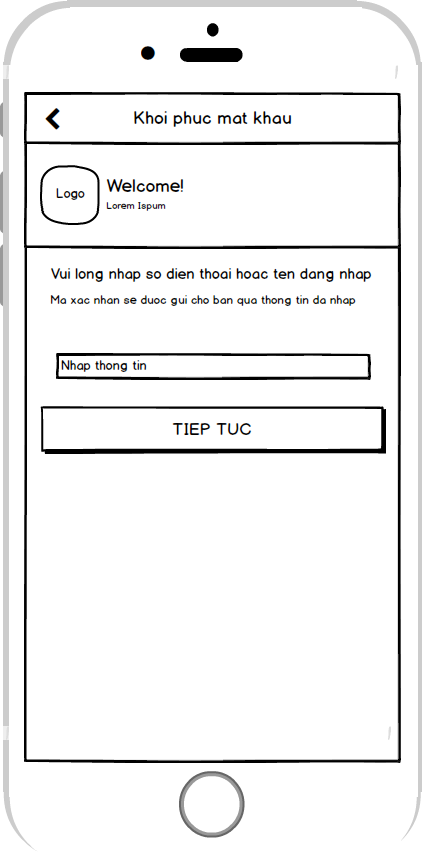 Khoi phuc mat khau
Logo
Welcome!
Lorem Ispum
Vui long nhap so dien thoai hoac ten dang nhap
Ma xac nhan se duoc gui cho ban qua thong tin da nhap
Nhap thong tin
TIEP TUC